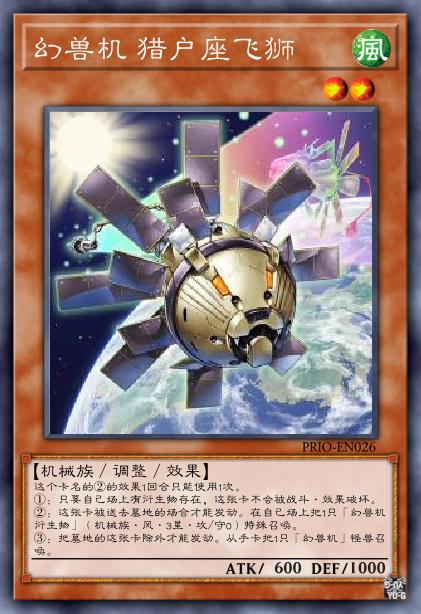 幻兽机 猎户座飞狮
風
PRIO-EN026
【机械族／调整／效果】
这个卡名的②的效果1回合只能使用1次。
①：只要自己场上有衍生物存在，这张卡不会被战斗·效果破坏。
②：这张卡被送去墓地的场合才能发动。在自己场上把1只「幻兽机
衍生物」（机械族·风·3星·攻/守0）特殊召唤。
③：把墓地的这张卡除外才能发动。从手卡把1只「幻兽机」怪兽召
唤。
ATK/ 600 DEF/1000